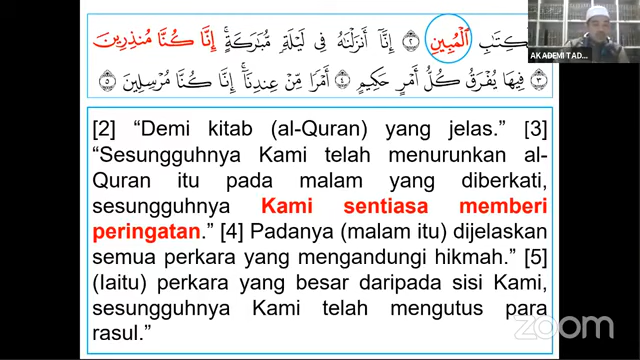 ـكِتَـٰبِ ٱلْمُبِينِ ٢ إِنَّآ أَنزَلْنَـٰهُ فِى لَيْلَةٍ مُّبَـٰرَكَةٍ ۚ إِنَّا كُنَّا مُنذِرِينَ
٣ فِيهَا يُفْرَقُ كُلُّ أَمْرٍ حَكِيمٍ ٤ أَمْرًا مِّنْ عِندِنَآ ۚ إِنَّا كُنَّا مُرْسِلِينَ ٥
AKADEMI TAD...
[2] “Demi kitab (al-Quran) yang jelas.” [3]
“Sesungguhnya Kami telah menurunkan al-
Quran itu pada malam yang diberkati,
sesungguhnya Kami sentiasa memberi
peringatan.” [4] Padanya (malam itu) dijelaskan
semua perkara yang mengandungi hikmah.” [5]
(Iaitu) perkara yang besar daripada sisi Kami,
sesungguhnya Kami telah mengutus para
rasul.”
zoom